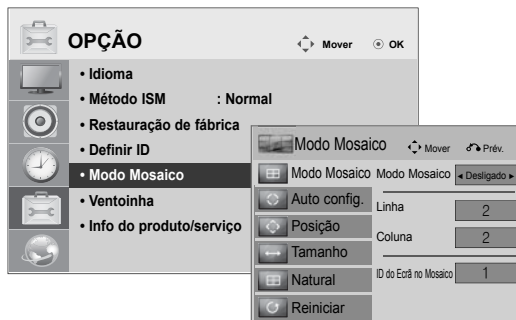 OPÇÃO Mover OK
• Idioma
• Método ISM : Normal
• Restauração de fábrica
• Definir ID
• Modo Mosaico
• Ventoinha
• Info do produto/serviço
Modo Mosaico Mover Prév.
Modo Mosaico Modo Mosaico ◂ Desligado ▸
Auto config.
Linha 2
Posição
Coluna 2
Tamanho
ID do Ecrã no Mosaico 1
Natural
Reiniciar